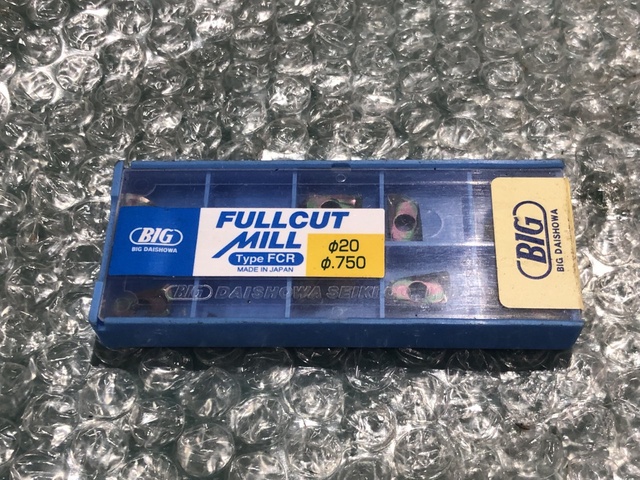 BIG
BIG DAISHOWA
FULLCUT
MILL
Type FCR
MADE IN JAPAN
φ20
φ.750
BIG DAISHOWA SEIKI
BIG
BIG DAISHOWA